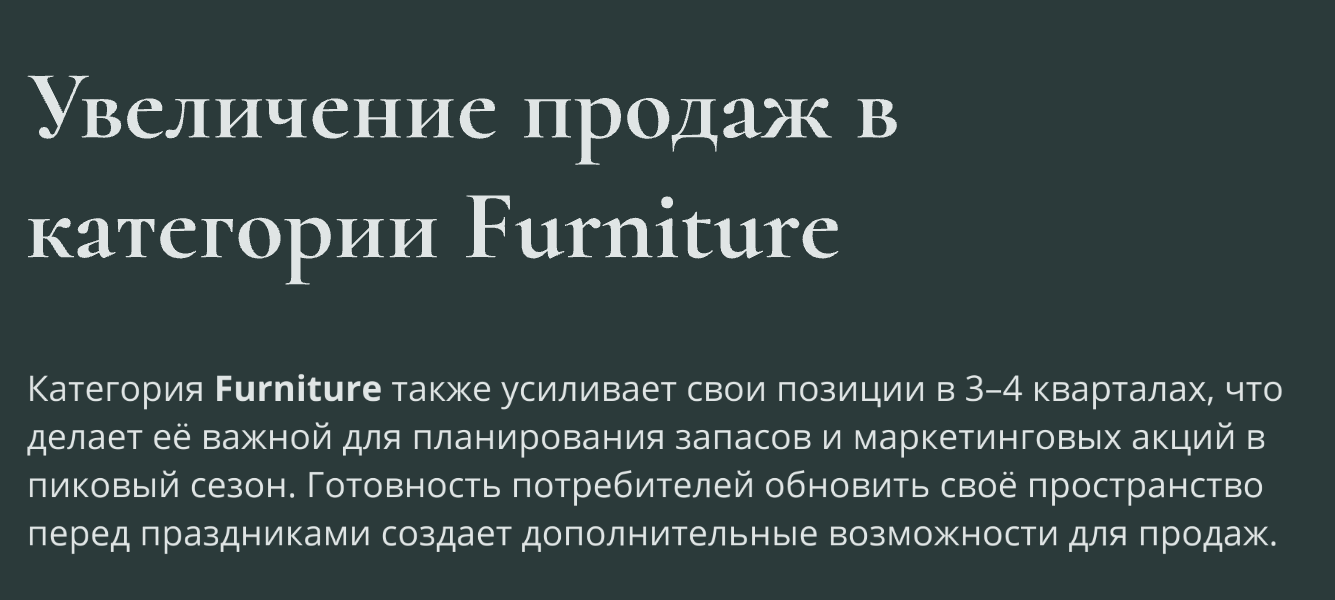 Увеличение продаж в
категории Furniture
Категория Furniture также усиливает свои позиции в 3–4 кварталах, что
делает её важной для планирования запасов и маркетинговых акций в
пиковый сезон. Готовность потребителей обновить своё пространство
перед праздниками создает дополнительные возможности для продаж.